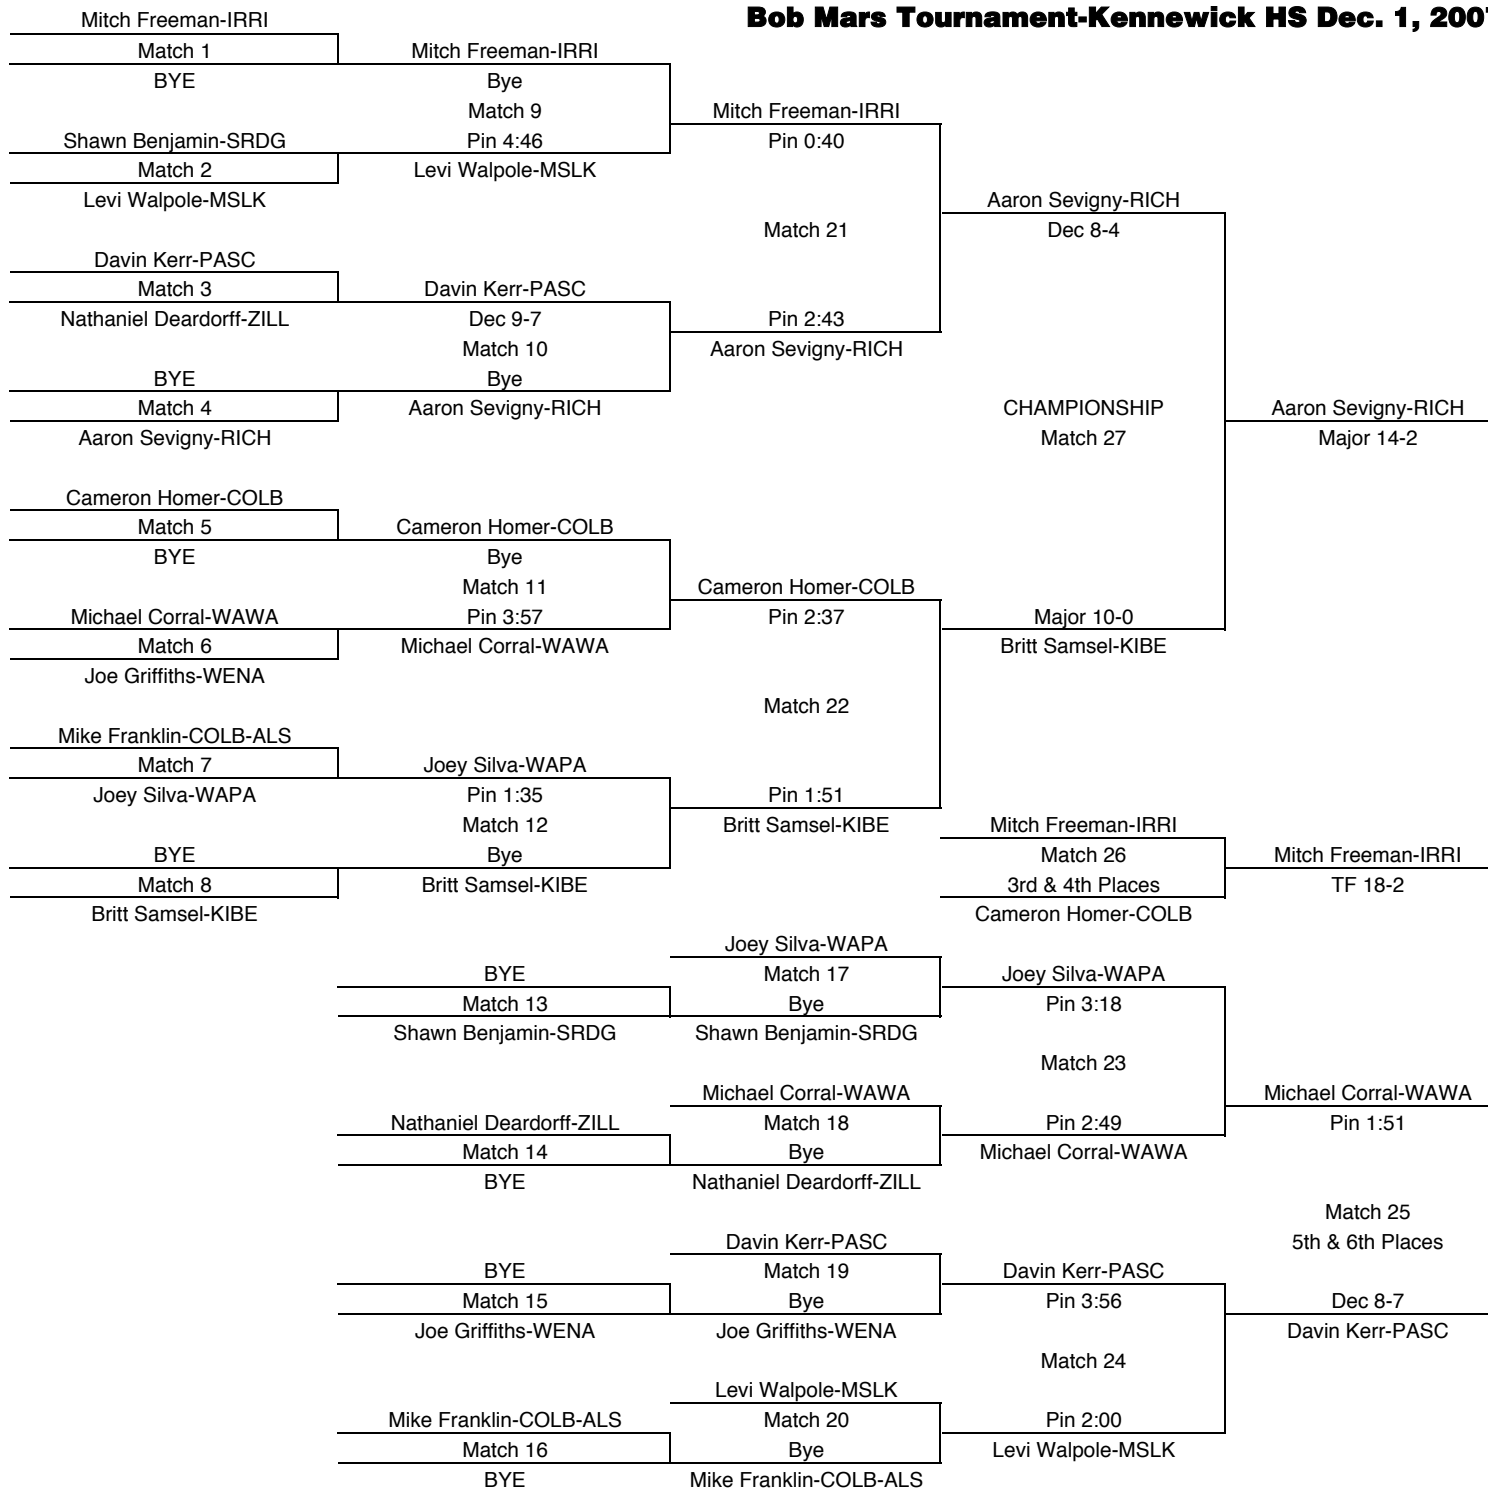 Bob Mars Tournament-Kennewick HS Dec. 1, 2007
Mitch Freeman-IRRI
Match 1
BYE
Shawn Benjamin-SRDG
Match 2
Levi Walpole-MSLK
Davin Kerr-PASC
Match 3
Nathaniel Deardorff-ZILL
BYE
Match 4
Aaron Sevigny-RICH
Cameron Homer-COLB
Match 5
BYE
Michael Corral-WAWA
Match 6
Joe Griffiths-WENA
Mike Franklin-COLB-ALS
Match 7
Joey Silva-WAPA
BYE
Match 8
Britt Samsel-KIBE
Mitch Freeman-IRRI
Bye
Match 9
Pin 4:46
Levi Walpole-MSLK
Davin Kerr-PASC
Dec 9-7
Match 10
Bye
Aaron Sevigny-RICH
Cameron Homer-COLB
Bye
Match 11
Pin 3:57
Michael Corral-WAWA
Joey Silva-WAPA
Pin 1:35
Match 12
Bye
Britt Samsel-KIBE
Mitch Freeman-IRRI
Pin 0:40
Match 21
Pin 2:43
Aaron Sevigny-RICH
Cameron Homer-COLB
Pin 2:37
Match 22
Pin 1:51
Britt Samsel-KIBE
Aaron Sevigny-RICH
Dec 8-4
CHAMPIONSHIP
Match 27
Major 10-0
Britt Samsel-KIBE
Aaron Sevigny-RICH
Major 14-2
Mitch Freeman-IRRI
Match 26
3rd & 4th Places
Cameron Homer-COLB
Mitch Freeman-IRRI
TF 18-2
BYE
Match 13
Shawn Benjamin-SRDG
Nathaniel Deardorff-ZILL
Match 14
BYE
BYE
Match 15
Joe Griffiths-WENA
Mike Franklin-COLB-ALS
Match 16
BYE
Joey Silva-WAPA
Match 17
Bye
Shawn Benjamin-SRDG
Michael Corral-WAWA
Match 18
Bye
Nathaniel Deardorff-ZILL
Davin Kerr-PASC
Match 19
Bye
Joe Griffiths-WENA
Levi Walpole-MSLK
Match 20
Bye
Mike Franklin-COLB-ALS
Joey Silva-WAPA
Pin 3:18
Match 23
Pin 2:49
Michael Corral-WAWA
Davin Kerr-PASC
Pin 3:56
Match 24
Pin 2:00
Levi Walpole-MSLK
Michael Corral-WAWA
Pin 1:51
Match 25
5th & 6th Places
Dec 8-7
Davin Kerr-PASC